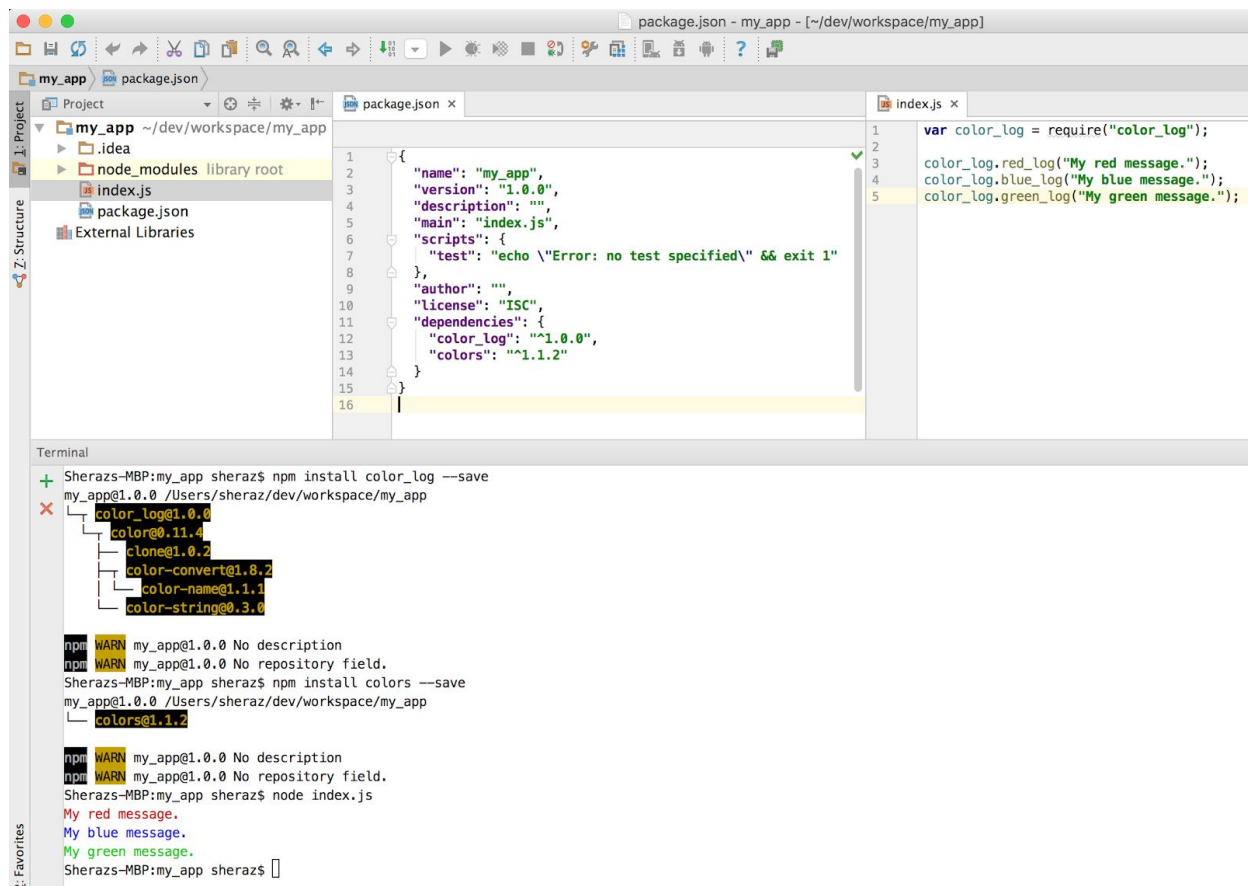 package.json - my_app - [~/dev/workspace/my_app]
my_app
package.json
1: Project
Z: Structure
2: Favorites
Project
my_app ~/dev/workspace/my_app
.idea
node_modules library root
index.js
package.json
External Libraries
package.json ×
1 {
2 "name": "my_app",
3 "version": "1.0.0",
4 "description": "",
5 "main": "index.js",
6 "scripts": {
7 "test": "echo \"Error: no test specified\" && exit 1"
8 },
9 "author": "",
10 "license": "ISC",
11 "dependencies": {
12 "color_log": "^1.0.0",
13 "colors": "^1.1.2"
14 }
15 }
16
index.js ×
1 var color_log = require("color_log");
2
3 color_log.red_log("My red message.");
4 color_log.blue_log("My blue message.");
5 color_log.green_log("My green message.");
Terminal
Sherazs-MBP:my_app sheraz$ npm install color_log --save
my_app@1.0.0 /Users/sheraz/dev/workspace/my_app
└─┬ color_log@1.0.0
  └─┬ color@0.11.4
    ├── clone@1.0.2
    ├─┬ color-convert@1.8.2
    │ └── color-name@1.1.1
    └── color-string@0.3.0
npm WARN my_app@1.0.0 No description
npm WARN my_app@1.0.0 No repository field.
Sherazs-MBP:my_app sheraz$ npm install colors --save
my_app@1.0.0 /Users/sheraz/dev/workspace/my_app
└── colors@1.1.2
npm WARN my_app@1.0.0 No description
npm WARN my_app@1.0.0 No repository field.
Sherazs-MBP:my_app sheraz$ node index.js
My red message.
My blue message.
My green message.
Sherazs-MBP:my_app sheraz$